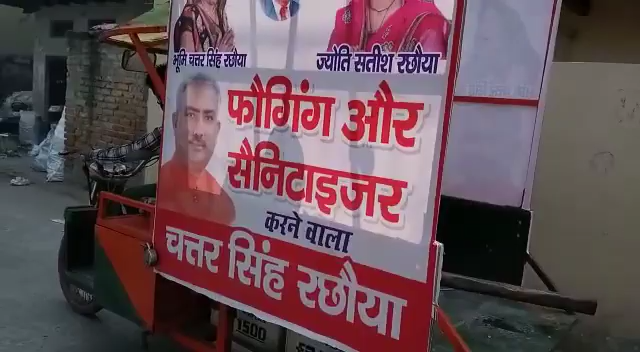 भूमि चत्तर सिंह रछौया
ज्योति सतीश रछौया
फौगिंग और
सैनिटाइजर
करने वाला
चत्तर सिंह रछौया
1500